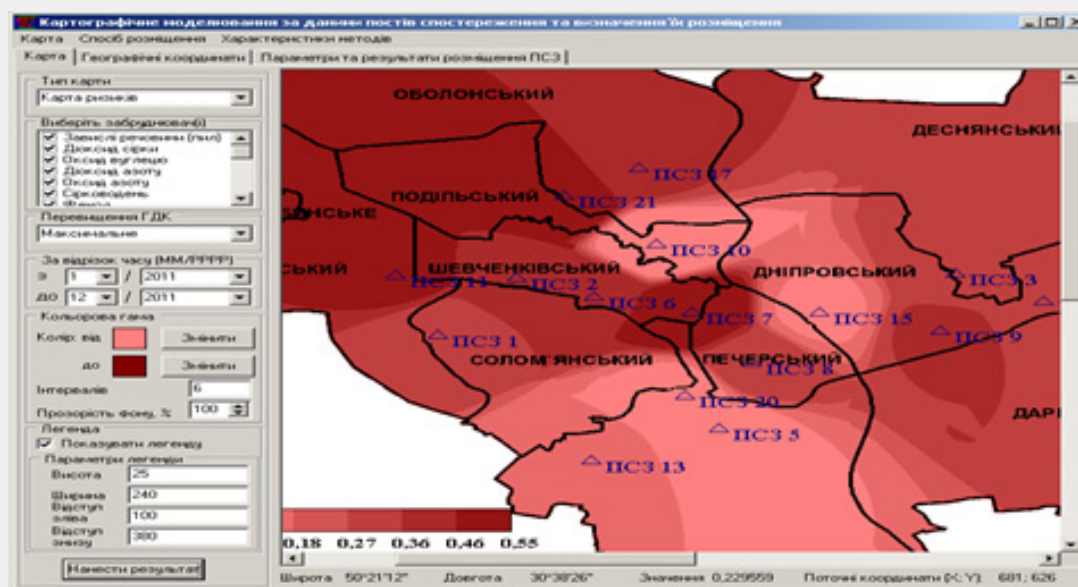 Картографічне моделювання за даними постів спостереження та визначення їх розміщення
Карта Спосіб розміщення Характеристики методів
Карта Географічні координати Параметри та результати розміщення ПСЗ
Тип карти
Карта ризиків
Виберіть забруднювач(і)
Завислі речовини (пил)
Діоксид сірки
Оксид вуглецю
Діоксид азоту
Оксид азоту
Сірководень
Фенол
Перевищення ГДК
Максимальне
За відрізок часу (ММ/РРРР)
з 1 / 2011
до 12 / 2011
Кольорова гама
Колір: від Змінити
до Змінити
Інтервалів 6
Прозорість фону, % 100
Легенда
Показувати легенду
Параметри легенди
Висота 25
Ширина 240
Відступ зліва 100
Відступ знизу 380
Нанести результат
ОБОЛОНСЬКИЙ
ДЕСНЯНСЬКИЙ
ПСЗ 17
ПОДІЛЬСЬКИЙ
ПСЗ 21
ЕНСЬКЕ
ПСЗ 10
СЬКИЙ
ШЕВЧЕНКІВСЬКИЙ
ДНІПРОВСЬКИЙ
ПСЗ 11
ПСЗ 2
ПСЗ 3
ПСЗ 6
ПСЗ 7
ПСЗ 15
ПСЗ 9
ПСЗ 1
СОЛОМ'ЯНСЬКИЙ
ПЕЧЕРСЬКИЙ
ПСЗ 8
ПСЗ 20
ДАР
ПСЗ 5
ПСЗ 13
0,18 0,27 0,36 0,46 0,55
Широта 50°21'12" Довгота 30°38'26" Значення 0,229559 Поточні координати [X; Y]: 681; 626